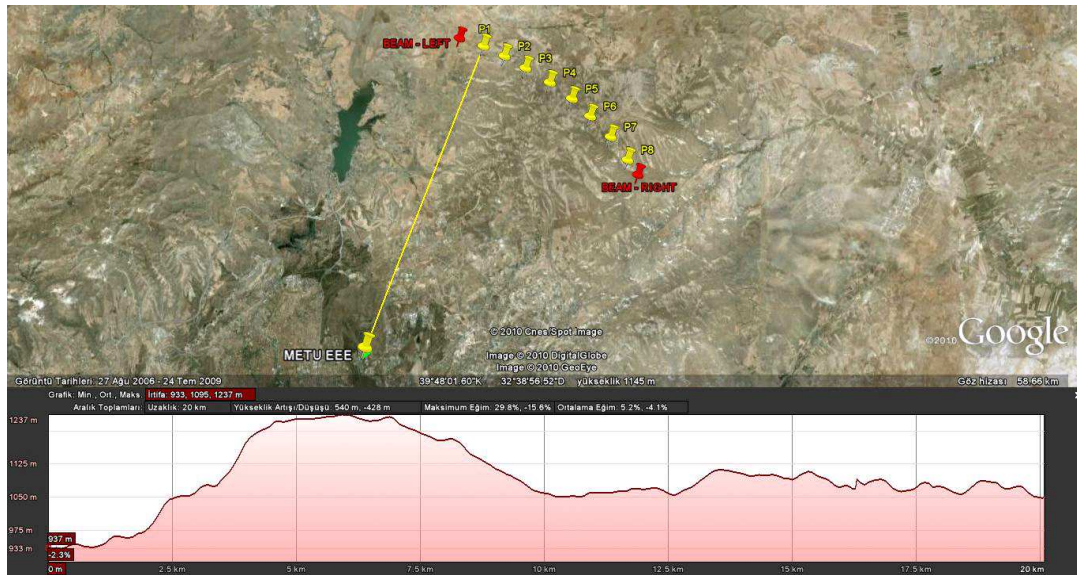 P1
BEAM - LEFT
P2
P3
P4
P5
P6
P7
P8
BEAM - RIGHT
© 2010 Cnes/Spot Image
METU EEE
Image © 2010 DigitalGlobe
Image © 2010 GeoEye
©2010 Google
Görüntü Tarihleri: 27 Ağu 2006 - 24 Tem 2009 39°48'01.60"K 32°38'56.52"D yükseklik 1145 m Göz hizası 58.66 km
Grafik: Min., Ort., Maks. İrtifa: 933, 1095, 1237 m
Aralık Toplamları: Uzaklık: 20 km Yükseklik Artışı/Düşüşü: 540 m, -428 m Maksimum Eğim: 29.8%, -15.6% Ortalama Eğim: 5.2%, -4.1%
1237 m
1125 m
1050 m
975 m
937 m
933 m
-2.3%
0 m 2.5 km 5 km 7.5 km 10 km 12.5 km 15 km 17.5 km 20 km